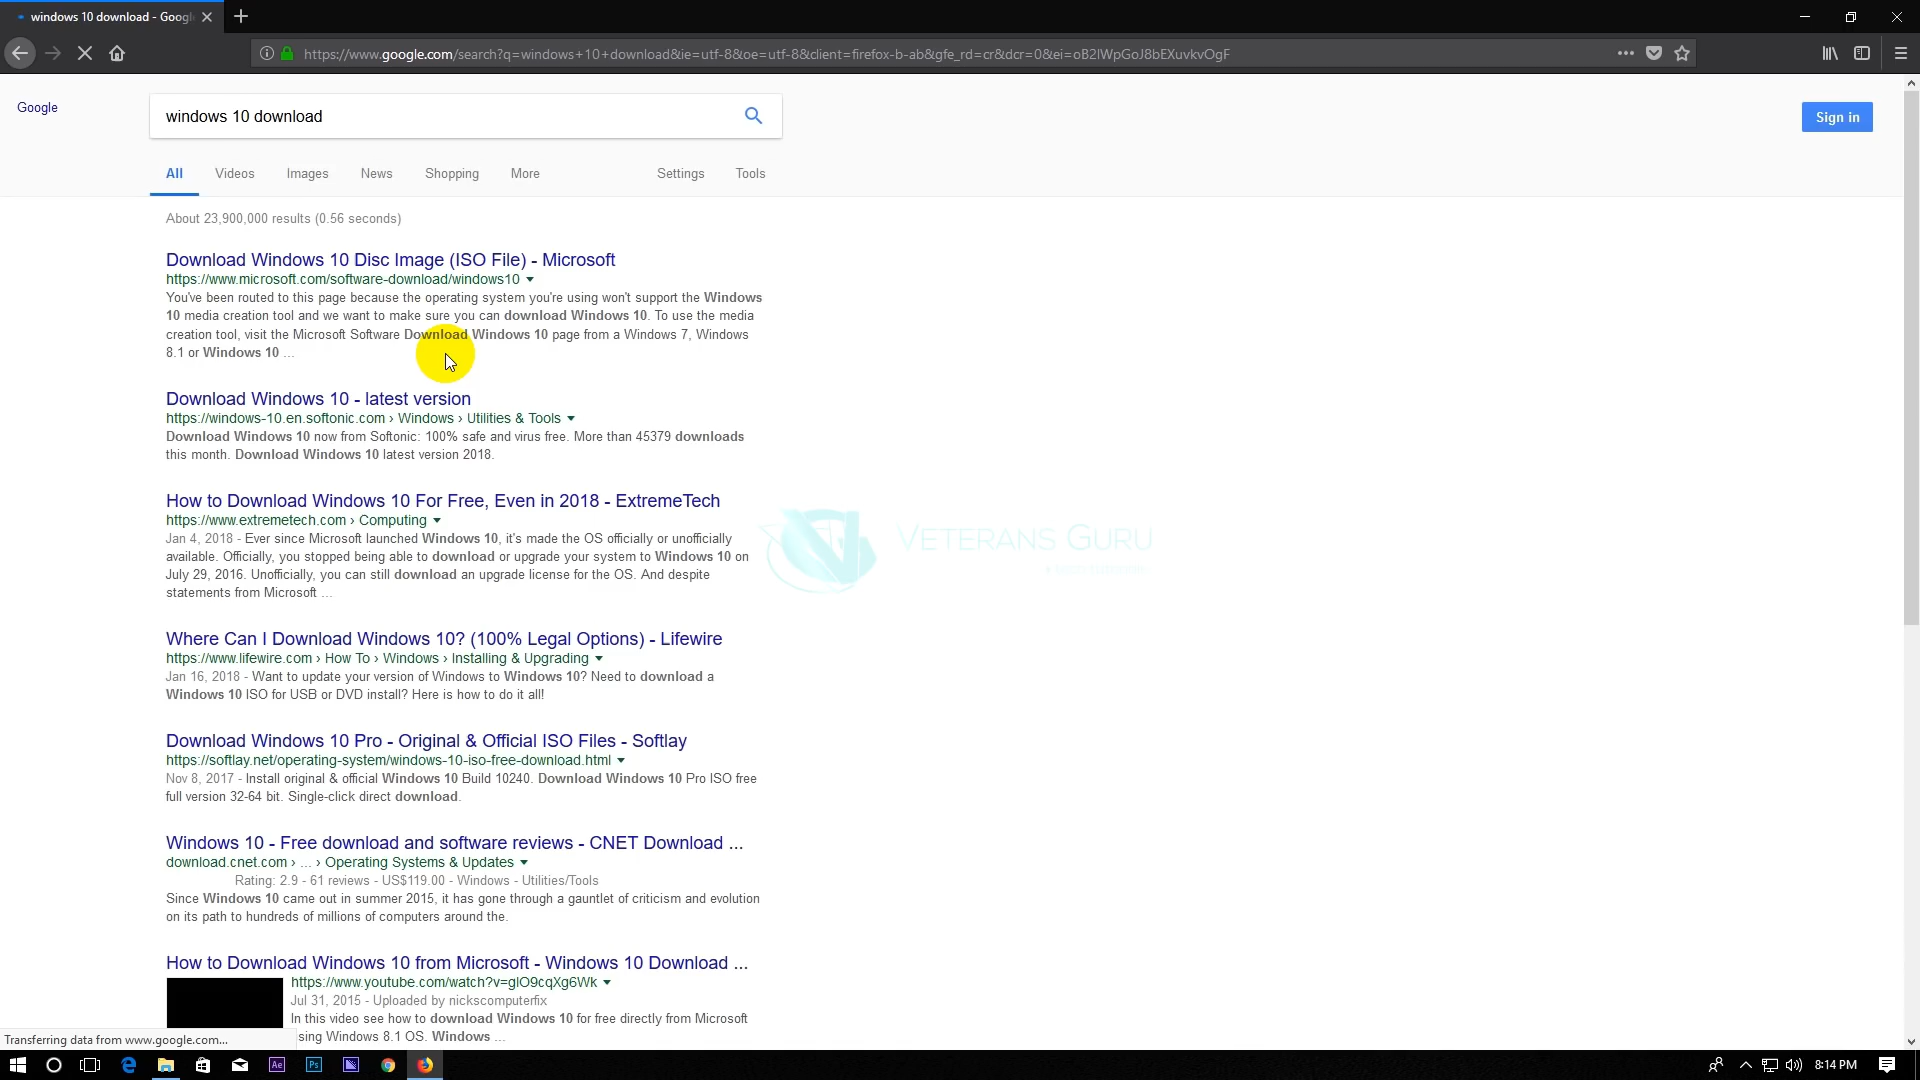 windows 10 download - Googl
https://www.google.com/search?q=windows+10+download&ie=utf-8&oe=utf-8&client=firefox-b-ab&gfe_rd=cr&dcr=0&ei=oB2lWpGoJ8bEXuvkvOgF
Google
windows 10 download
Sign in
All Videos Images News Shopping More Settings Tools
About 23,900,000 results (0.56 seconds)
Download Windows 10 Disc Image (ISO File) - Microsoft
https://www.microsoft.com/software-download/windows10
You've been routed to this page because the operating system you're using won't support the Windows
10 media creation tool and we want to make sure you can download Windows 10. To use the media
creation tool, visit the Microsoft Software Download Windows 10 page from a Windows 7, Windows
8.1 or Windows 10 ...
Download Windows 10 - latest version
https://windows-10.en.softonic.com › Windows › Utilities & Tools
Download Windows 10 now from Softonic: 100% safe and virus free. More than 45379 downloads
this month. Download Windows 10 latest version 2018.
How to Download Windows 10 For Free, Even in 2018 - ExtremeTech
https://www.extremetech.com › Computing
Jan 4, 2018 - Ever since Microsoft launched Windows 10, it's made the OS officially or unofficially
available. Officially, you stopped being able to download or upgrade your system to Windows 10 on
July 29, 2016. Unofficially, you can still download an upgrade license for the OS. And despite
statements from Microsoft ...
VETERANS GURU
Where Can I Download Windows 10? (100% Legal Options) - Lifewire
https://www.lifewire.com › How To › Windows › Installing & Upgrading
Jan 16, 2018 - Want to update your version of Windows to Windows 10? Need to download a
Windows 10 ISO for USB or DVD install? Here is how to do it all!
Download Windows 10 Pro - Original & Official ISO Files - Softlay
https://softlay.net/operating-system/windows-10-iso-free-download.html
Nov 8, 2017 - Install original & official Windows 10 Build 10240. Download Windows 10 Pro ISO free
full version 32-64 bit. Single-click direct download.
Windows 10 - Free download and software reviews - CNET Download ...
download.cnet.com › ... › Operating Systems & Updates
Rating: 2.9 - 61 reviews - US$119.00 - Windows - Utilities/Tools
Since Windows 10 came out in summer 2015, it has gone through a gauntlet of criticism and evolution
on its path to hundreds of millions of computers around the.
How to Download Windows 10 from Microsoft - Windows 10 Download ...
https://www.youtube.com/watch?v=glO9cqXg6Wk
Jul 31, 2015 - Uploaded by nickscomputerfix
In this video see how to download Windows 10 for free directly from Microsoft
sing Windows 8.1 OS. Windows ...
Transferring data from www.google.com...
Ae Ps
8:14 PM